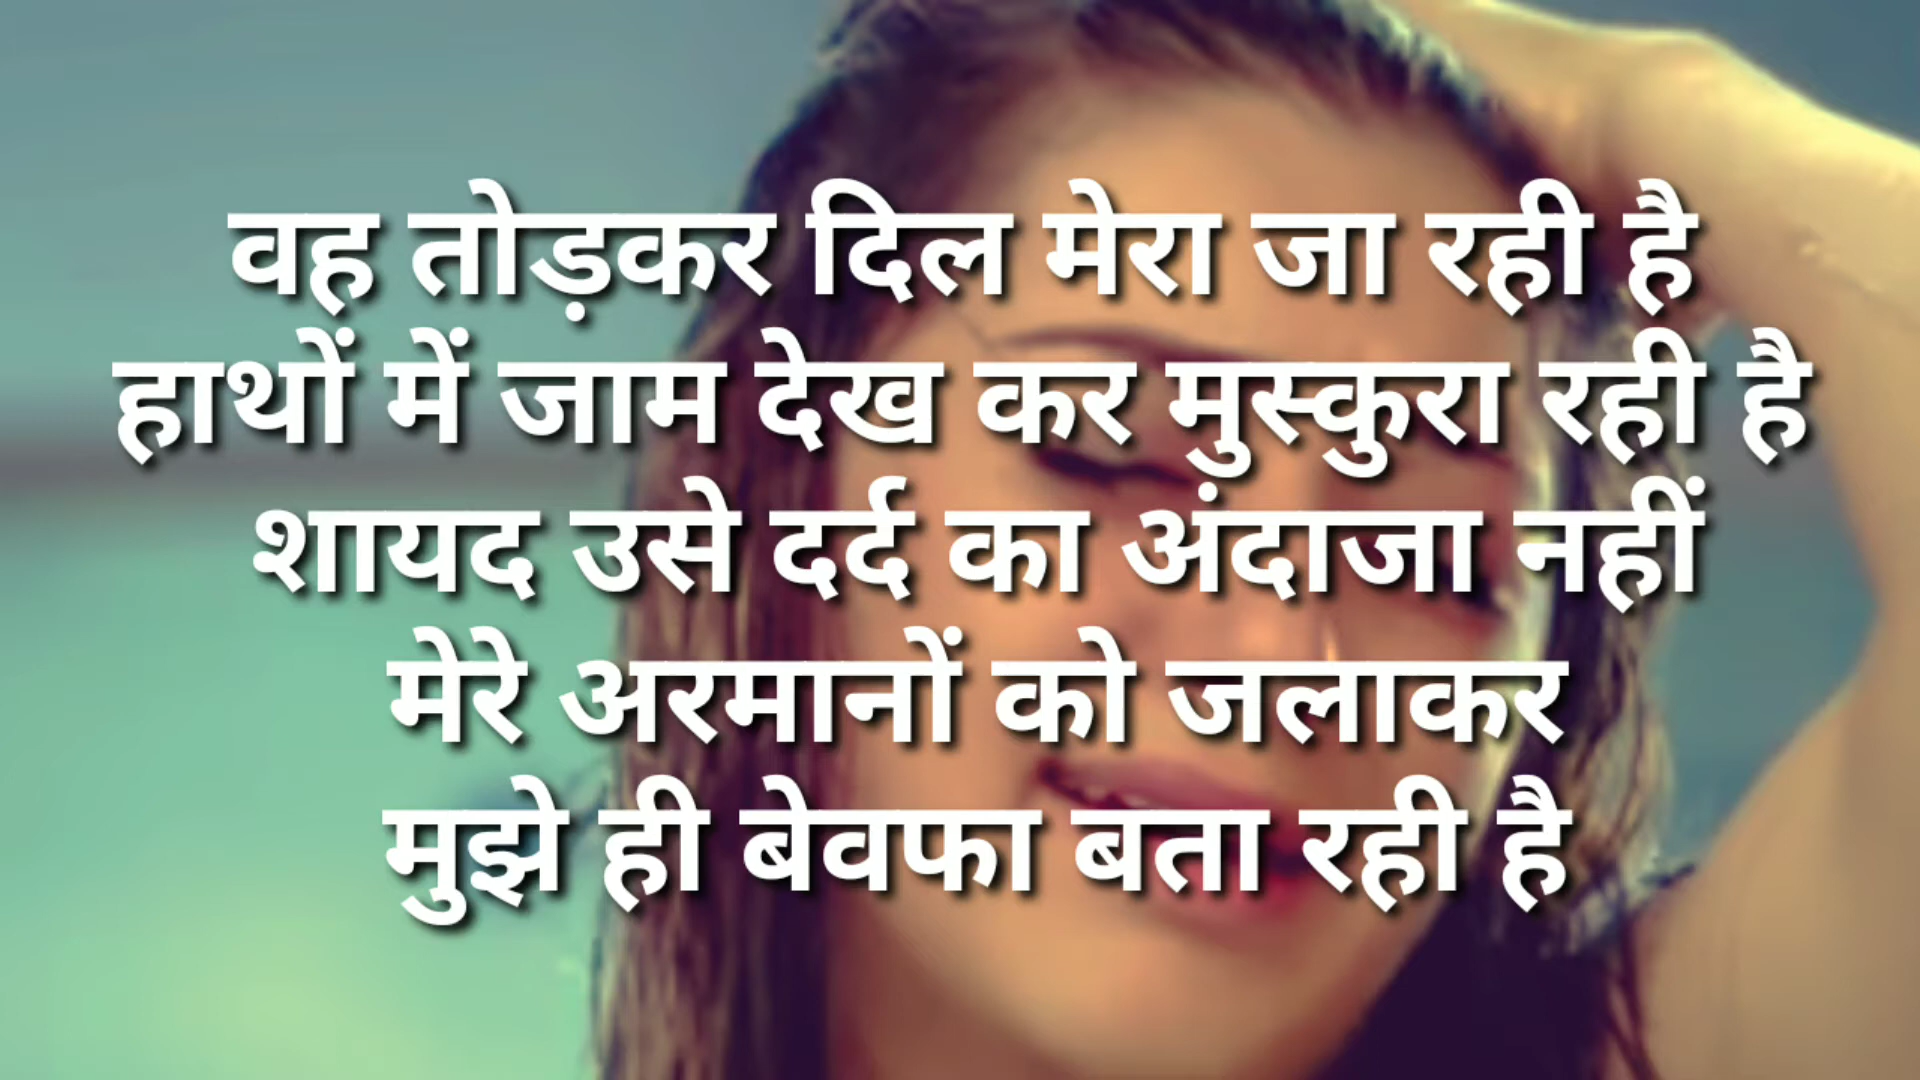 वह तोड़कर दिल मेरा जा रही है
हाथों में जाम देख कर मुस्कुरा रही है
शायद उसे दर्द का अंदाजा नहीं
मेरे अरमानों को जलाकर
मुझे ही बेवफा बता रही है